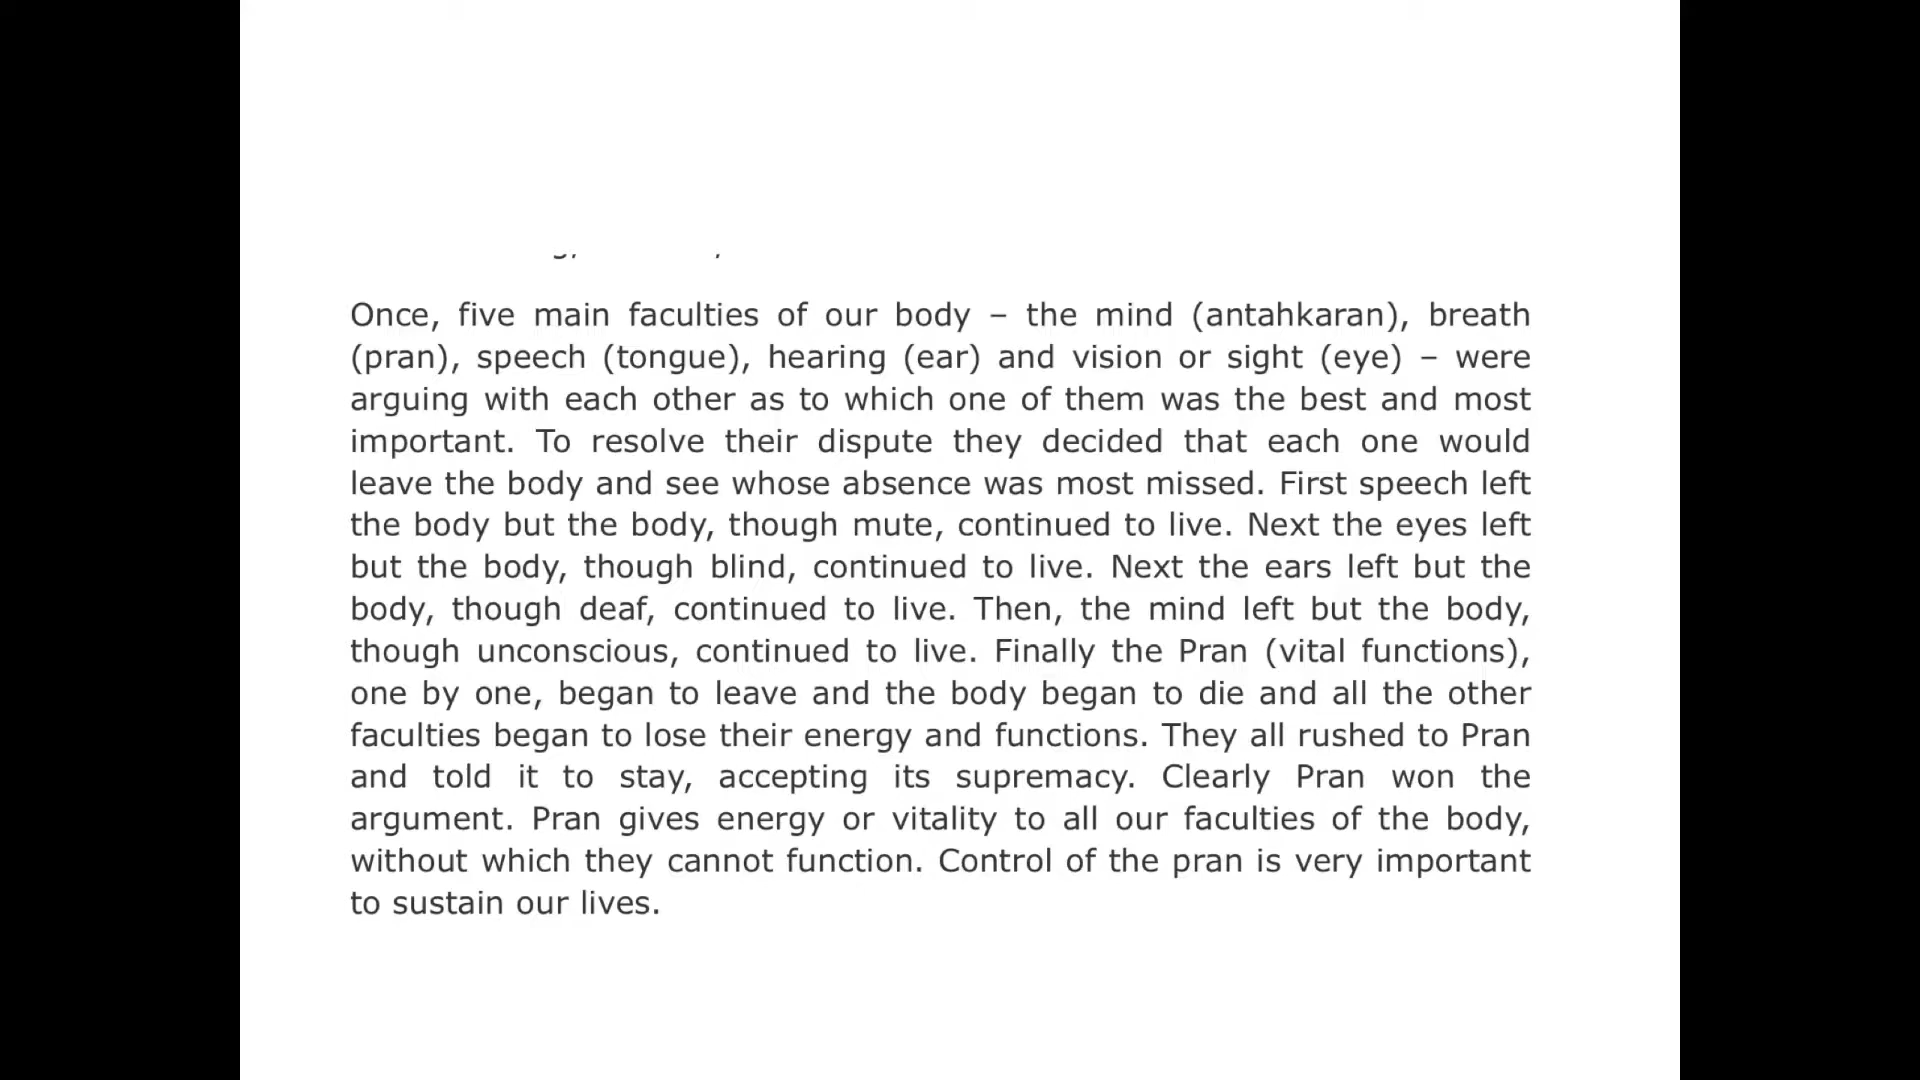 Once, five main faculties of our body – the mind (antahkaran), breath
(pran), speech (tongue), hearing (ear) and vision or sight (eye) – were
arguing with each other as to which one of them was the best and most
important. To resolve their dispute they decided that each one would
leave the body and see whose absence was most missed. First speech left
the body but the body, though mute, continued to live. Next the eyes left
but the body, though blind, continued to live. Next the ears left but the
body, though deaf, continued to live. Then, the mind left but the body,
though unconscious, continued to live. Finally the Pran (vital functions),
one by one, began to leave and the body began to die and all the other
faculties began to lose their energy and functions. They all rushed to Pran
and told it to stay, accepting its supremacy. Clearly Pran won the
argument. Pran gives energy or vitality to all our faculties of the body,
without which they cannot function. Control of the pran is very important
to sustain our lives.